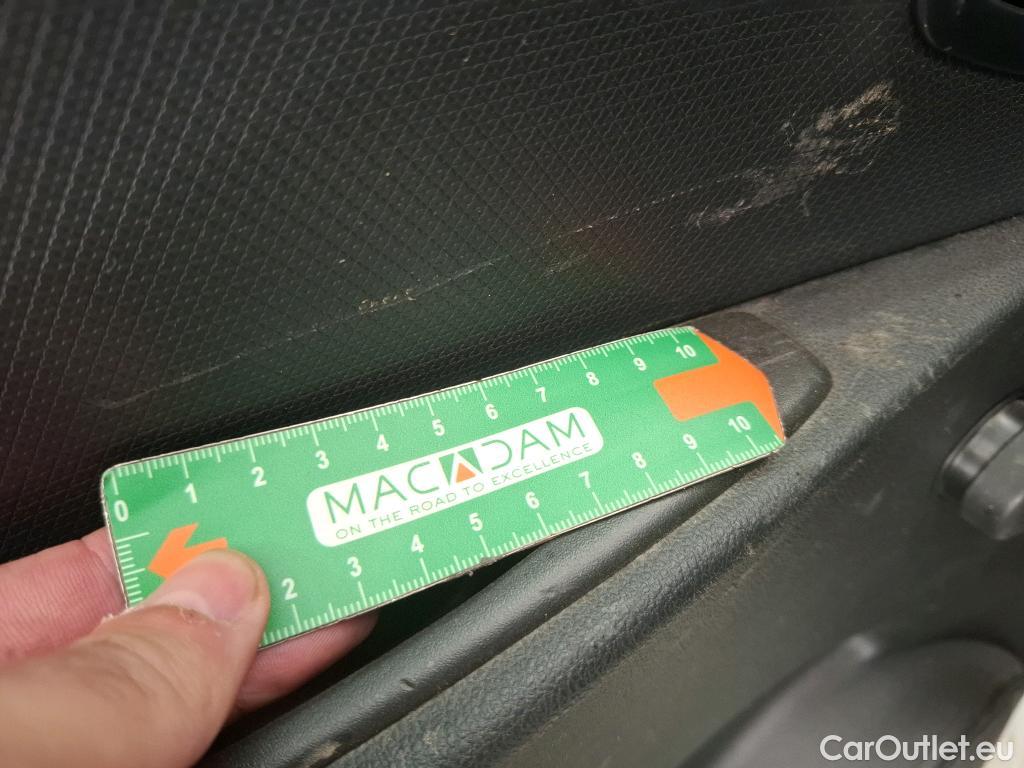 0 1 2 3 4 5 6 7 8 9 10
MACADAM
ON THE ROAD TO EXCELLENCE
2 3 4 5 6 7 8 9 10
CarOutlet.eu